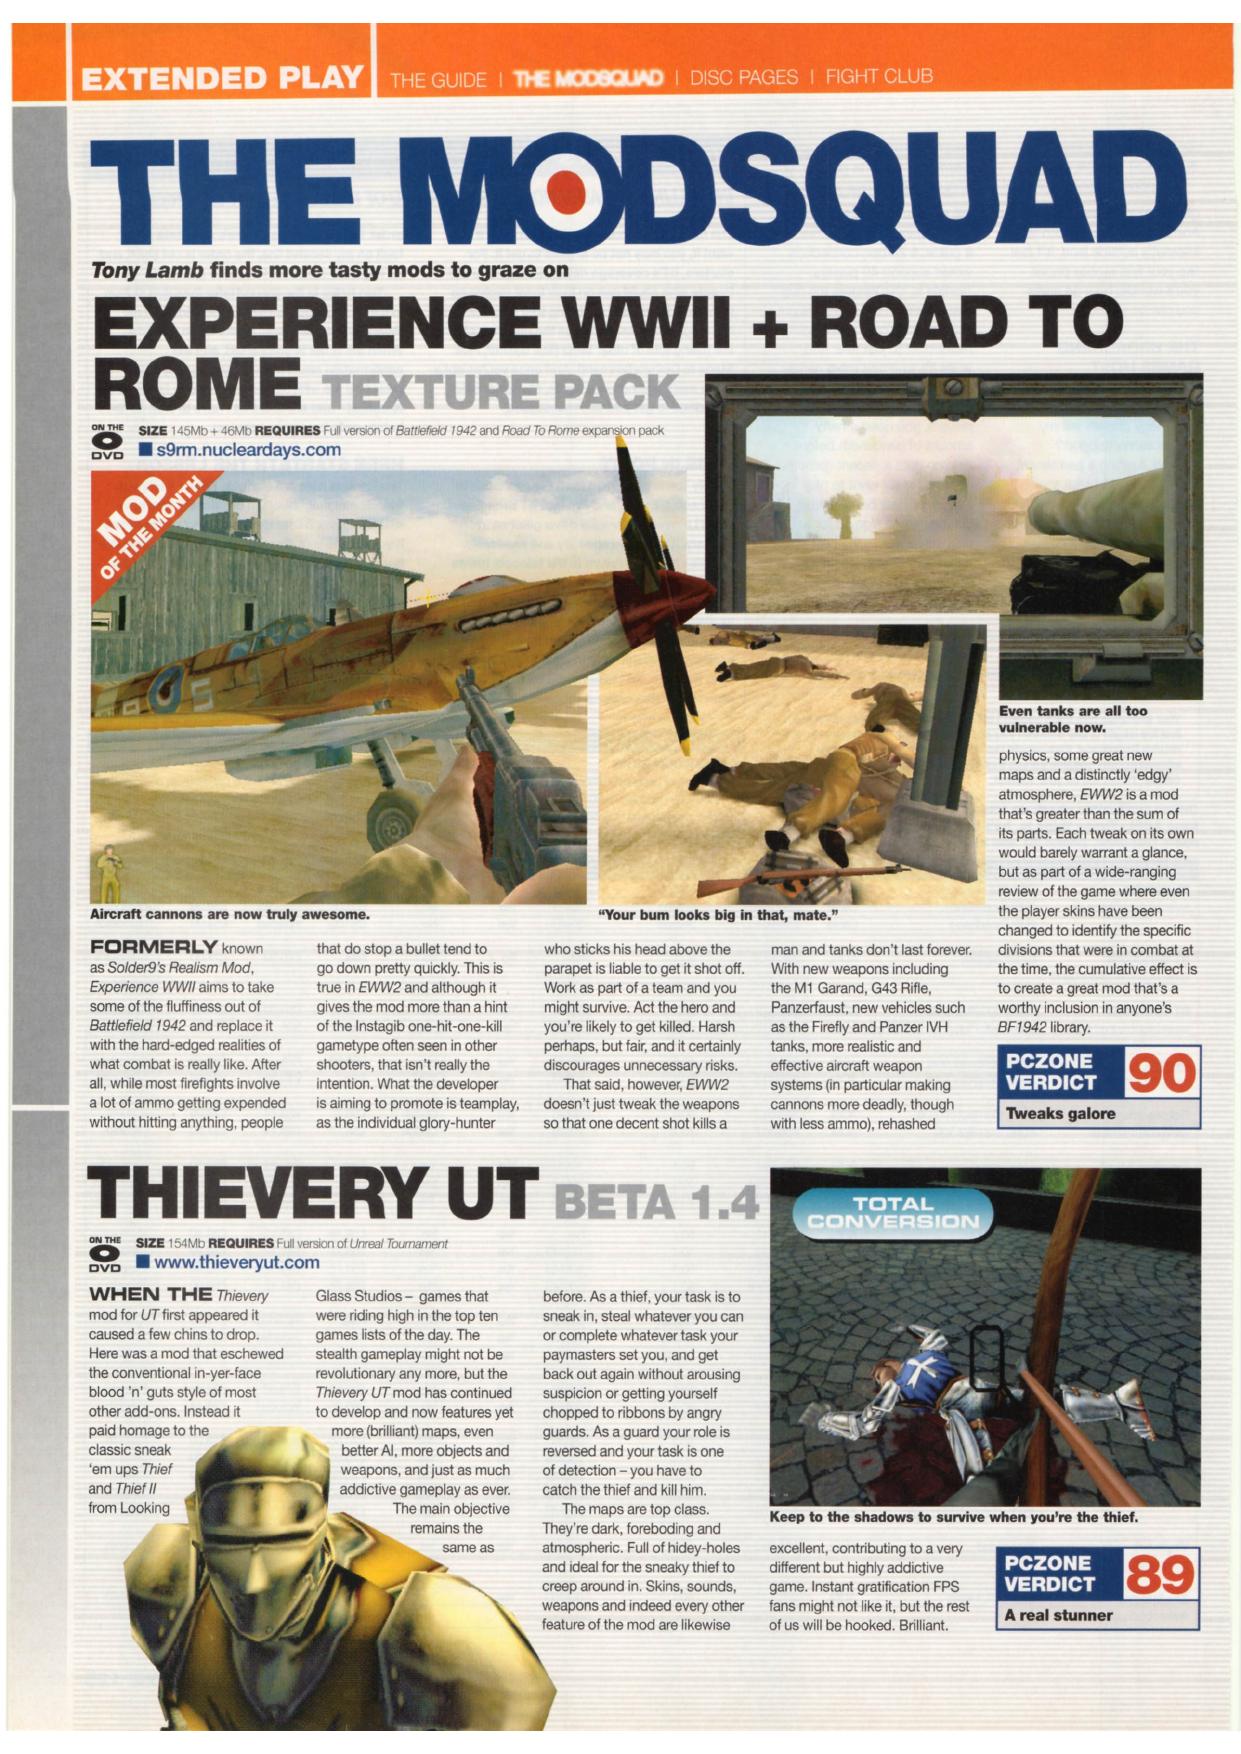 EXTENDED PLAY
THE GUIDE | THE MODSQUAD | DISC PAGES | FIGHT CLUB
THE MODSQUAD
Tony Lamb finds more tasty mods to graze on
EXPERIENCE WWII + ROAD TO
ROME TEXTURE PACK
ON THE
DVD
SIZE 145Mb + 46Mb REQUIRES Full version of Battlefield 1942 and Road To Rome expansion pack
s9rm.nucleardays.com
MOD
OF THE MONTH
Aircraft cannons are now truly awesome.
"Your bum looks big in that, mate."
Even tanks are all too
vulnerable now.
FORMERLY known
as Solder9's Realism Mod,
Experience WWII aims to take
some of the fluffiness out of
Battlefield 1942 and replace it
with the hard-edged realities of
what combat is really like. After
all, while most firefights involve
a lot of ammo getting expended
without hitting anything, people
that do stop a bullet tend to
go down pretty quickly. This is
true in EWW2 and although it
gives the mod more than a hint
of the Instagib one-hit-one-kill
gametype often seen in other
shooters, that isn't really the
intention. What the developer
is aiming to promote is teamplay,
as the individual glory-hunter
who sticks his head above the
parapet is liable to get it shot off.
Work as part of a team and you
might survive. Act the hero and
you're likely to get killed. Harsh
perhaps, but fair, and it certainly
discourages unnecessary risks.
That said, however, EWW2
doesn't just tweak the weapons
so that one decent shot kills a
man and tanks don't last forever.
With new weapons including
the M1 Garand, G43 Rifle,
Panzerfaust, new vehicles such
as the Firefly and Panzer IVH
tanks, more realistic and
effective aircraft weapon
systems (in particular making
cannons more deadly, though
with less ammo), rehashed
physics, some great new
maps and a distinctly 'edgy'
atmosphere, EWW2 is a mod
that's greater than the sum of
its parts. Each tweak on its own
would barely warrant a glance,
but as part of a wide-ranging
review of the game where even
the player skins have been
changed to identify the specific
divisions that were in combat at
the time, the cumulative effect is
to create a great mod that's a
worthy inclusion in anyone's
BF1942 library.
PCZONE
VERDICT 90
Tweaks galore
THIEVERY UT BETA 1.4
ON THE
DVD
SIZE 154Mb REQUIRES Full version of Unreal Tournament
www.thieveryut.com
TOTAL
CONVERSION
WHEN THE Thievery
mod for UT first appeared it
caused a few chins to drop.
Here was a mod that eschewed
the conventional in-yer-face
blood 'n' guts style of most
other add-ons. Instead it
paid homage to the
classic sneak
'em ups Thief
and Thief II
from Looking
Glass Studios – games that
were riding high in the top ten
games lists of the day. The
stealth gameplay might not be
revolutionary any more, but the
Thievery UT mod has continued
to develop and now features yet
more (brilliant) maps, even
better AI, more objects and
weapons, and just as much
addictive gameplay as ever.
The main objective
remains the
same as
before. As a thief, your task is to
sneak in, steal whatever you can
or complete whatever task your
paymasters set you, and get
back out again without arousing
suspicion or getting yourself
chopped to ribbons by angry
guards. As a guard your role is
reversed and your task is one
of detection – you have to
catch the thief and kill him.
The maps are top class.
They're dark, foreboding and
atmospheric. Full of hidey-holes
and ideal for the sneaky thief to
creep around in. Skins, sounds,
weapons and indeed every other
feature of the mod are likewise
Keep to the shadows to survive when you're the thief.
excellent, contributing to a very
different but highly addictive
game. Instant gratification FPS
fans might not like it, but the rest
of us will be hooked. Brilliant.
PCZONE
VERDICT 89
A real stunner